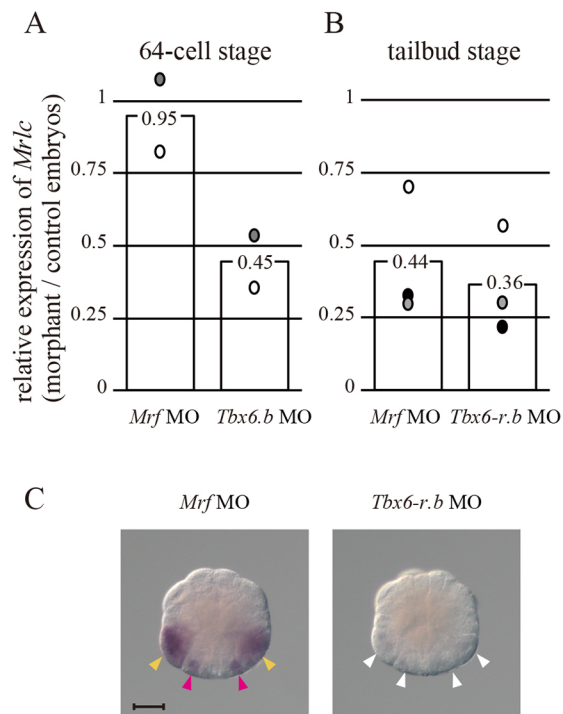 A
B
64-cell stage
tailbud stage
relative expression of Mrlc
(morphant / control embryos)
1
0.75
0.5
0.25
0
0.95
0.45
Mrf MO
Tbx6.b MO
1
0.75
0.5
0.25
0
0.44
0.36
Mrf MO
Tbx6-r.b MO
C
Mrf MO
Tbx6-r.b MO